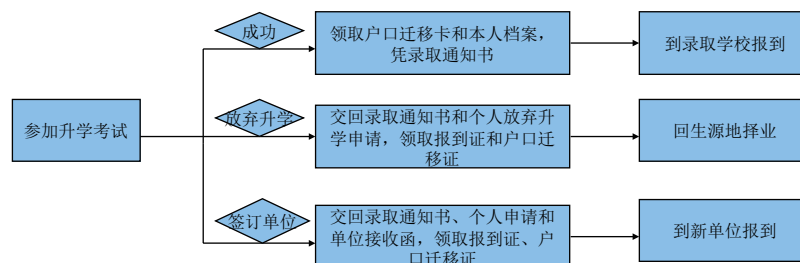 成功
领取户口迁移卡和本人档案,
凭录取通知书
到录取学校报到
参加升学考试
放弃升学
交回录取通知书和个人放弃升
学申请,领取报到证和户口迁
移证
回生源地择业
签订单位
交回录取通知书、个人申请和
单位接收函,领取报到证、户
口迁移证
到新单位报到